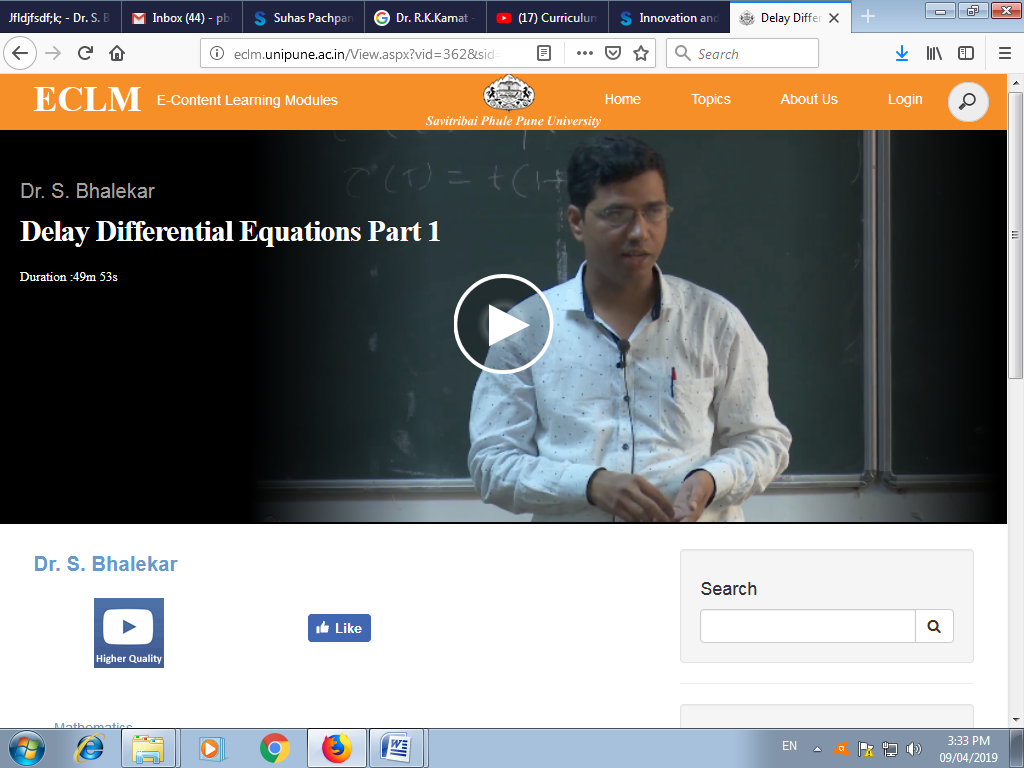 Jfldjfsdf;k; - Dr. S. B
Inbox (44) - pb
Suhas Pachpan
Dr. R.K.Kamat -
(17) Curriculum
Innovation and
Delay Differ
eclm.unipune.ac.in/View.aspx?vid=362&sid=
Search
ECLM E-Content Learning Modules
Savitribai Phule Pune University
Home
Topics
About Us
Login
Dr. S. Bhalekar
Delay Differential Equations Part 1
Duration :49m 53s
Dr. S. Bhalekar
Higher Quality
Like
Search
Mathematics
EN
3:33 PM
09/04/2019